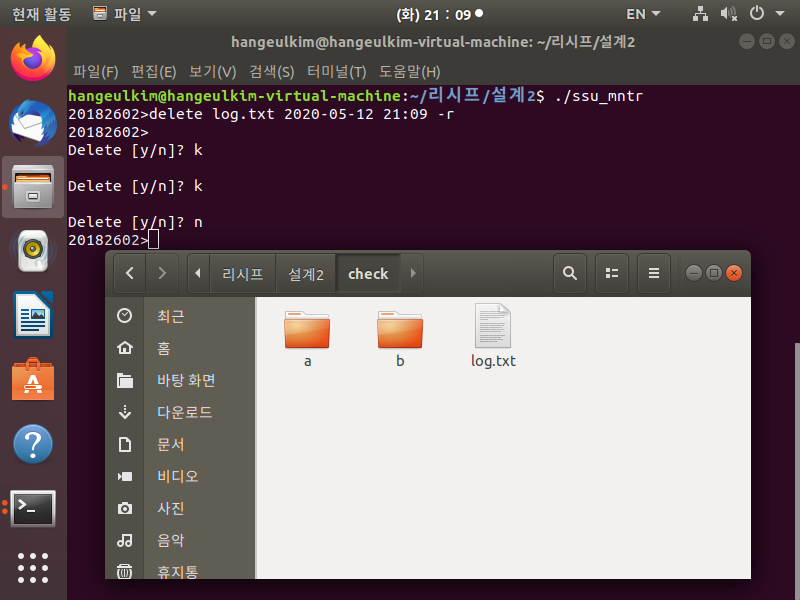 현재 활동 파일 (화) 21 : 09 EN
hangeulkim@hangeulkim-virtual-machine: ~/리시프/설계2
파일(F) 편집(E) 보기(V) 검색(S) 터미널(T) 도움말(H)
hangeulkim@hangeulkim-virtual-machine:~/리시프/설계2$ ./ssu_mntr
20182602>delete log.txt 2020-05-12 21:09 -r
20182602>
Delete [y/n]? k
Delete [y/n]? k
Delete [y/n]? n
20182602>
리시프 설계2 check
최근
홈
바탕 화면
다운로드
문서
비디오
사진
음악
휴지통
a b log.txt